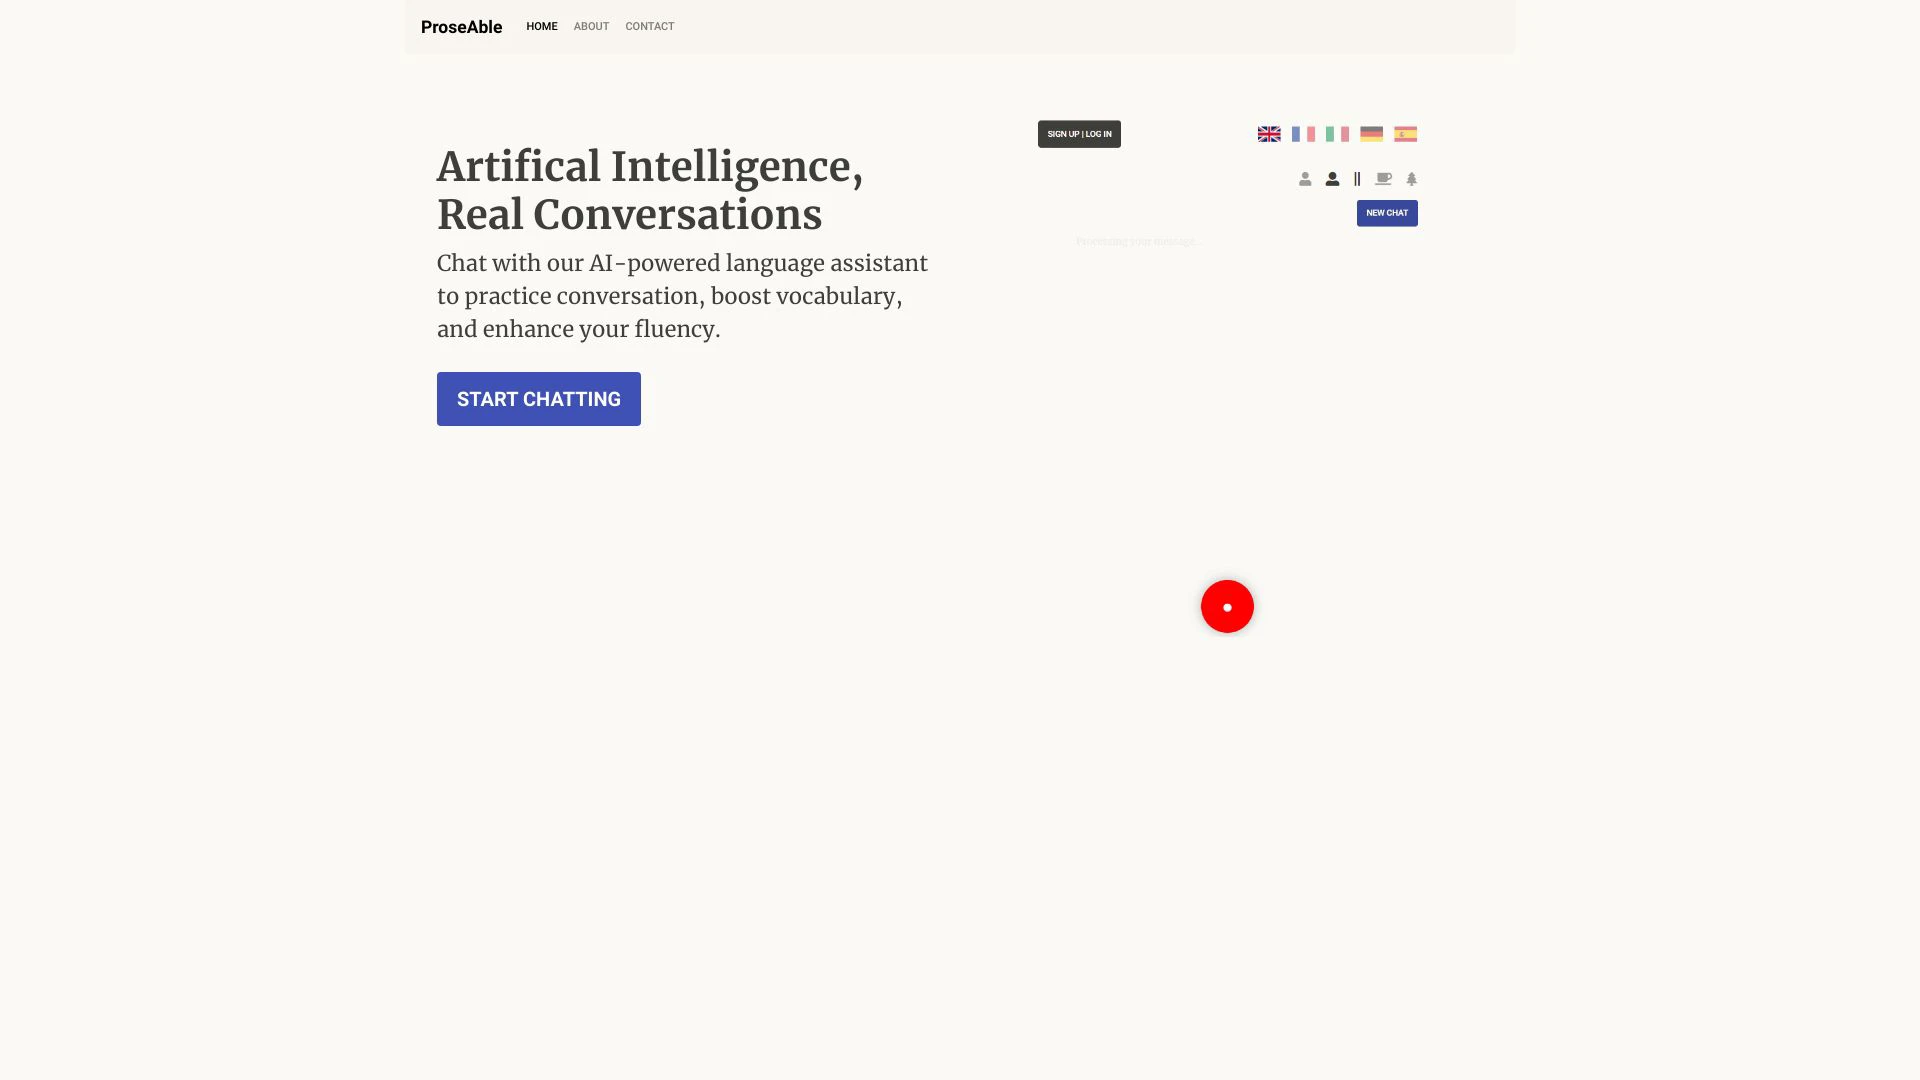 ProseAble HOME ABOUT CONTACT
Artifical Intelligence,
Real Conversations
Chat with our AI-powered language assistant
to practice conversation, boost vocabulary,
and enhance your fluency.
START CHATTING
SIGN UP | LOG IN
NEW CHAT
Processing your message...